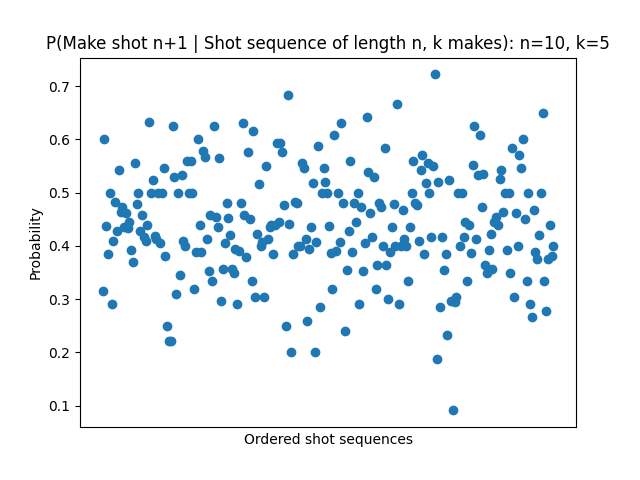 P(Make shot n+1 | Shot sequence of length n, k makes): n=10, k=5
0.7
0.6
0.5
0.4
0.3
0.2
0.1
Probability
Ordered shot sequences